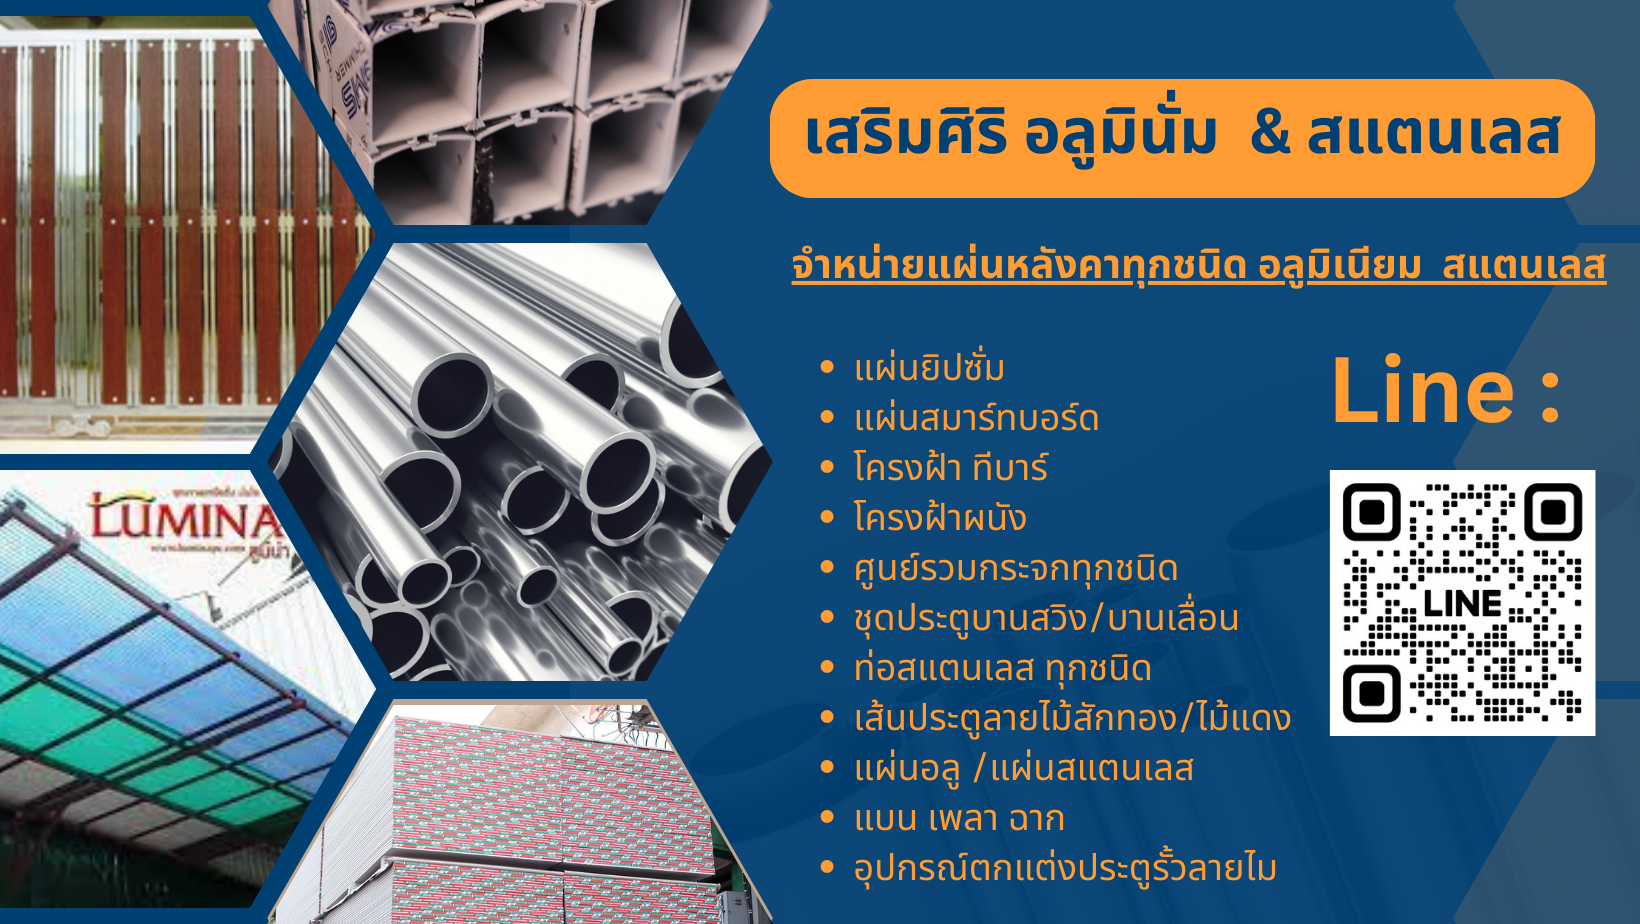 เสริมศิริ อลูมินั่ม & สแตนเลส
จำหน่ายแผ่นหลังคาทุกชนิด อลูมิเนียม สแตนเลส
แผ่นยิปซั่ม
แผ่นสมาร์ทบอร์ด
โครงฝ้า ทีบาร์
โครงฝ้าผนัง
ศูนย์รวมกระจกทุกชนิด
ชุดประตูบานสวิง/บานเลื่อน
ท่อสแตนเลส ทุกชนิด
เส้นประตูลายไม้สักทอง/ไม้แดง
แผ่นอลู /แผ่นสแตนเลส
แบน เพลา ฉาก
อุปกรณ์ตกแต่งประตูรั้วลายไม
Line :
LINE
LUMINA
ลูมิน่า